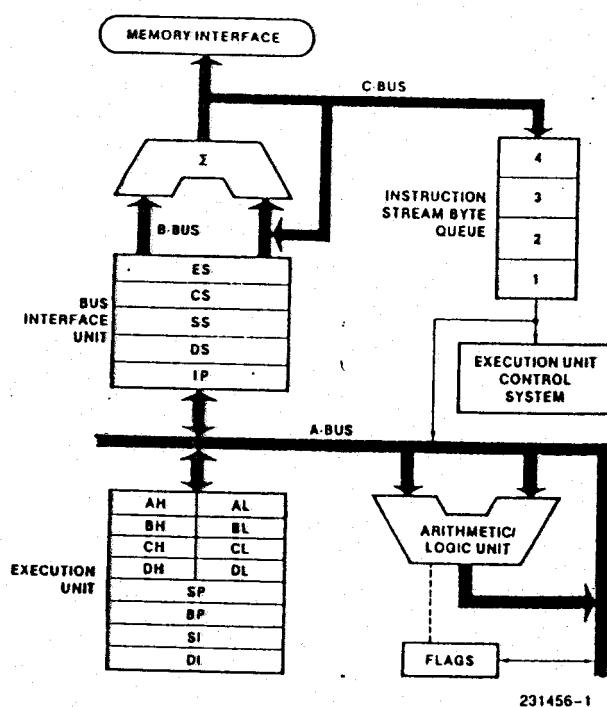 MEMORY INTERFACE
C-BUS
Σ
B-BUS
4
3
2
1
INSTRUCTION
STREAM BYTE
QUEUE
ES
CS
SS
DS
IP
BUS
INTERFACE
UNIT
EXECUTION UNIT
CONTROL
SYSTEM
A-BUS
AH AL
BH BL
CH CL
DH DL
SP
BP
SI
DI
EXECUTION
UNIT
ARITHMETIC/
LOGIC UNIT
FLAGS
231456-1